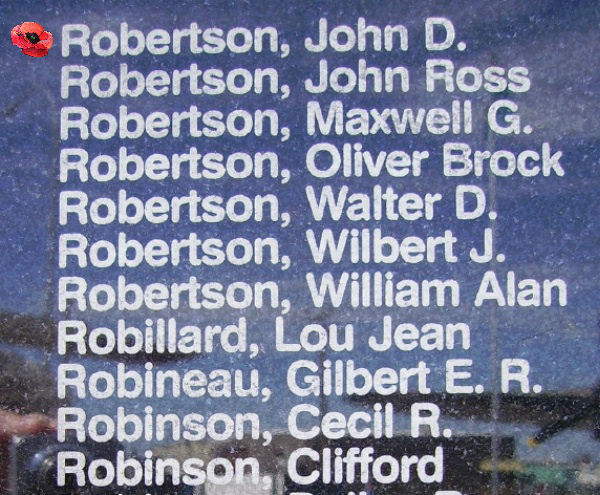 Robertson, John D.
Robertson, John Ross
Robertson, Maxwell G.
Robertson, Oliver Brock
Robertson, Walter D.
Robertson, Wilbert J.
Robertson, William Alan
Robillard, Lou Jean
Robineau, Gilbert E. R.
Robinson, Cecil R.
Robinson, Clifford